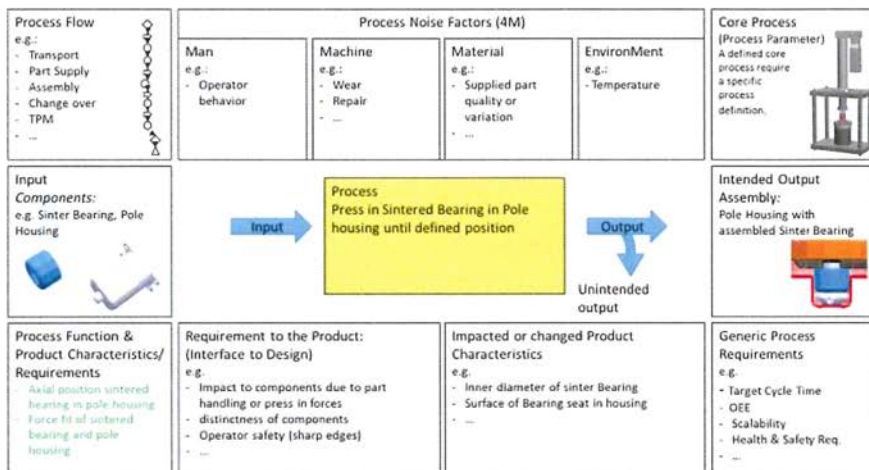 Process Flow
e.g.:
- Transport
- Part Supply
- Assembly
- Change over
- TPM
- ...
Process Noise Factors (4M)
Man
e.g.:
- Operator
behavior
Machine
e.g.:
- Wear
- Repair
- ...
Material
e.g.:
- Supplied part
quality or
variation
- ...
EnvironMent
e.g.:
- Temperature
Core Process
(Process Parameter)
A defined core
process require
a specific
process
definition.
Input
Components:
e.g. Sinter Bearing, Pole
Housing
Input
Process
Press in Sintered Bearing in Pole
housing until defined position
Output
Unintended
output
Intended Output
Assembly:
Pole Housing with
assembled Sinter Bearing
Process Function &
Product Characteristics/
Requirements
- Axial position sintered
bearing in pole housing
- Force fit of sintered
bearing and pole
housing
Requirement to the Product:
(Interface to Design)
e.g.
- Impact to components due to part
handling or press in forces
- distinctness of components
- Operator safety (sharp edges)
- ...
Impacted or changed Product
Characteristics
e.g.
- Inner diameter of sinter Bearing
- Surface of Bearing seat in housing
- ...
Generic Process
Requirements
e.g.
- Target Cycle Time
- OEE
- Scalability
- Health & Safety Req.
- ...